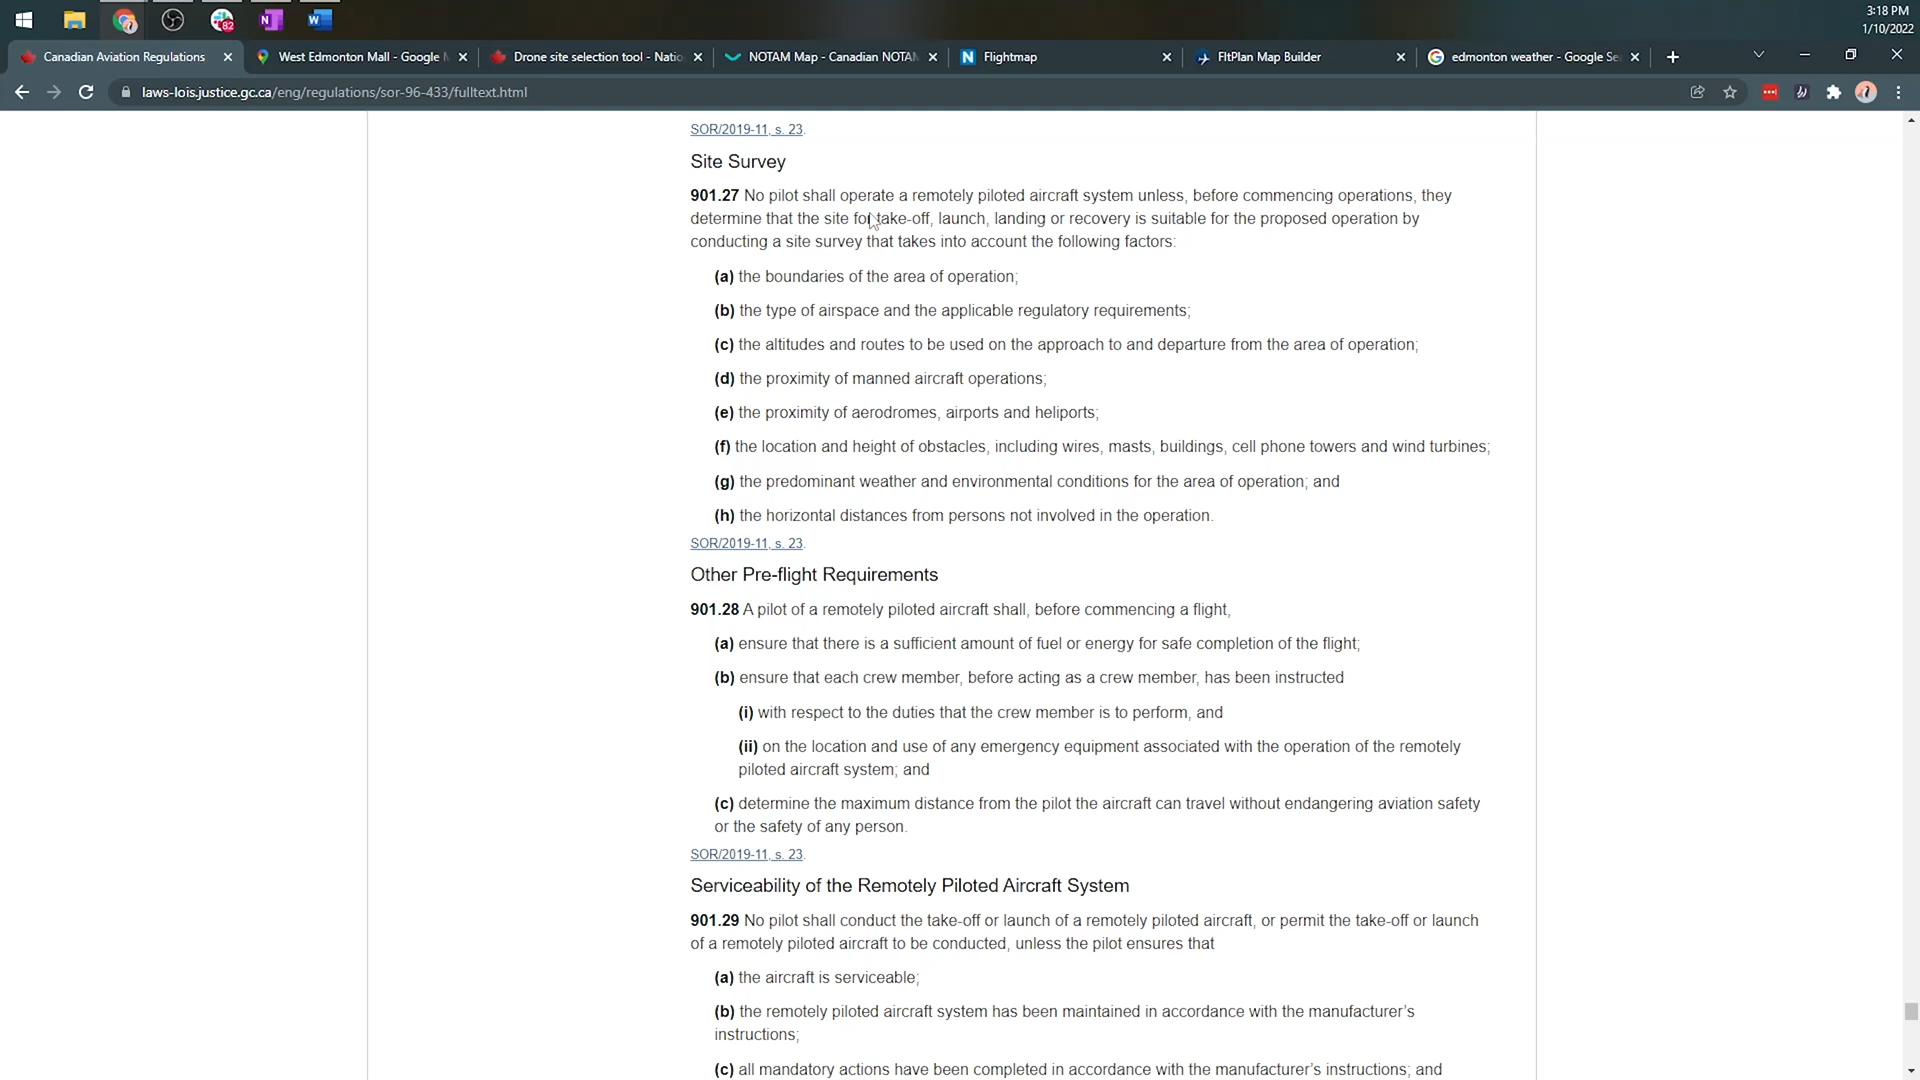 3:18 PM
1/10/2022
82
Canadian Aviation Regulations
West Edmonton Mall - Google M
Drone site selection tool - Natio
NOTAM Map - Canadian NOTAM
Flightmap
FltPlan Map Builder
edmonton weather - Google Se
laws-lois.justice.gc.ca/eng/regulations/sor-96-433/fulltext.html
SOR/2019-11, s. 23.
Site Survey
901.27 No pilot shall operate a remotely piloted aircraft system unless, before commencing operations, they
determine that the site for take-off, launch, landing or recovery is suitable for the proposed operation by
conducting a site survey that takes into account the following factors:
(a) the boundaries of the area of operation;
(b) the type of airspace and the applicable regulatory requirements;
(c) the altitudes and routes to be used on the approach to and departure from the area of operation;
(d) the proximity of manned aircraft operations;
(e) the proximity of aerodromes, airports and heliports;
(f) the location and height of obstacles, including wires, masts, buildings, cell phone towers and wind turbines;
(g) the predominant weather and environmental conditions for the area of operation; and
(h) the horizontal distances from persons not involved in the operation.
SOR/2019-11, s. 23.
Other Pre-flight Requirements
901.28 A pilot of a remotely piloted aircraft shall, before commencing a flight,
(a) ensure that there is a sufficient amount of fuel or energy for safe completion of the flight;
(b) ensure that each crew member, before acting as a crew member, has been instructed
(i) with respect to the duties that the crew member is to perform, and
(ii) on the location and use of any emergency equipment associated with the operation of the remotely
piloted aircraft system; and
(c) determine the maximum distance from the pilot the aircraft can travel without endangering aviation safety
or the safety of any person.
SOR/2019-11, s. 23.
Serviceability of the Remotely Piloted Aircraft System
901.29 No pilot shall conduct the take-off or launch of a remotely piloted aircraft, or permit the take-off or launch
of a remotely piloted aircraft to be conducted, unless the pilot ensures that
(a) the aircraft is serviceable;
(b) the remotely piloted aircraft system has been maintained in accordance with the manufacturer's
instructions;
(c) all mandatory actions have been completed in accordance with the manufacturer's instructions; and